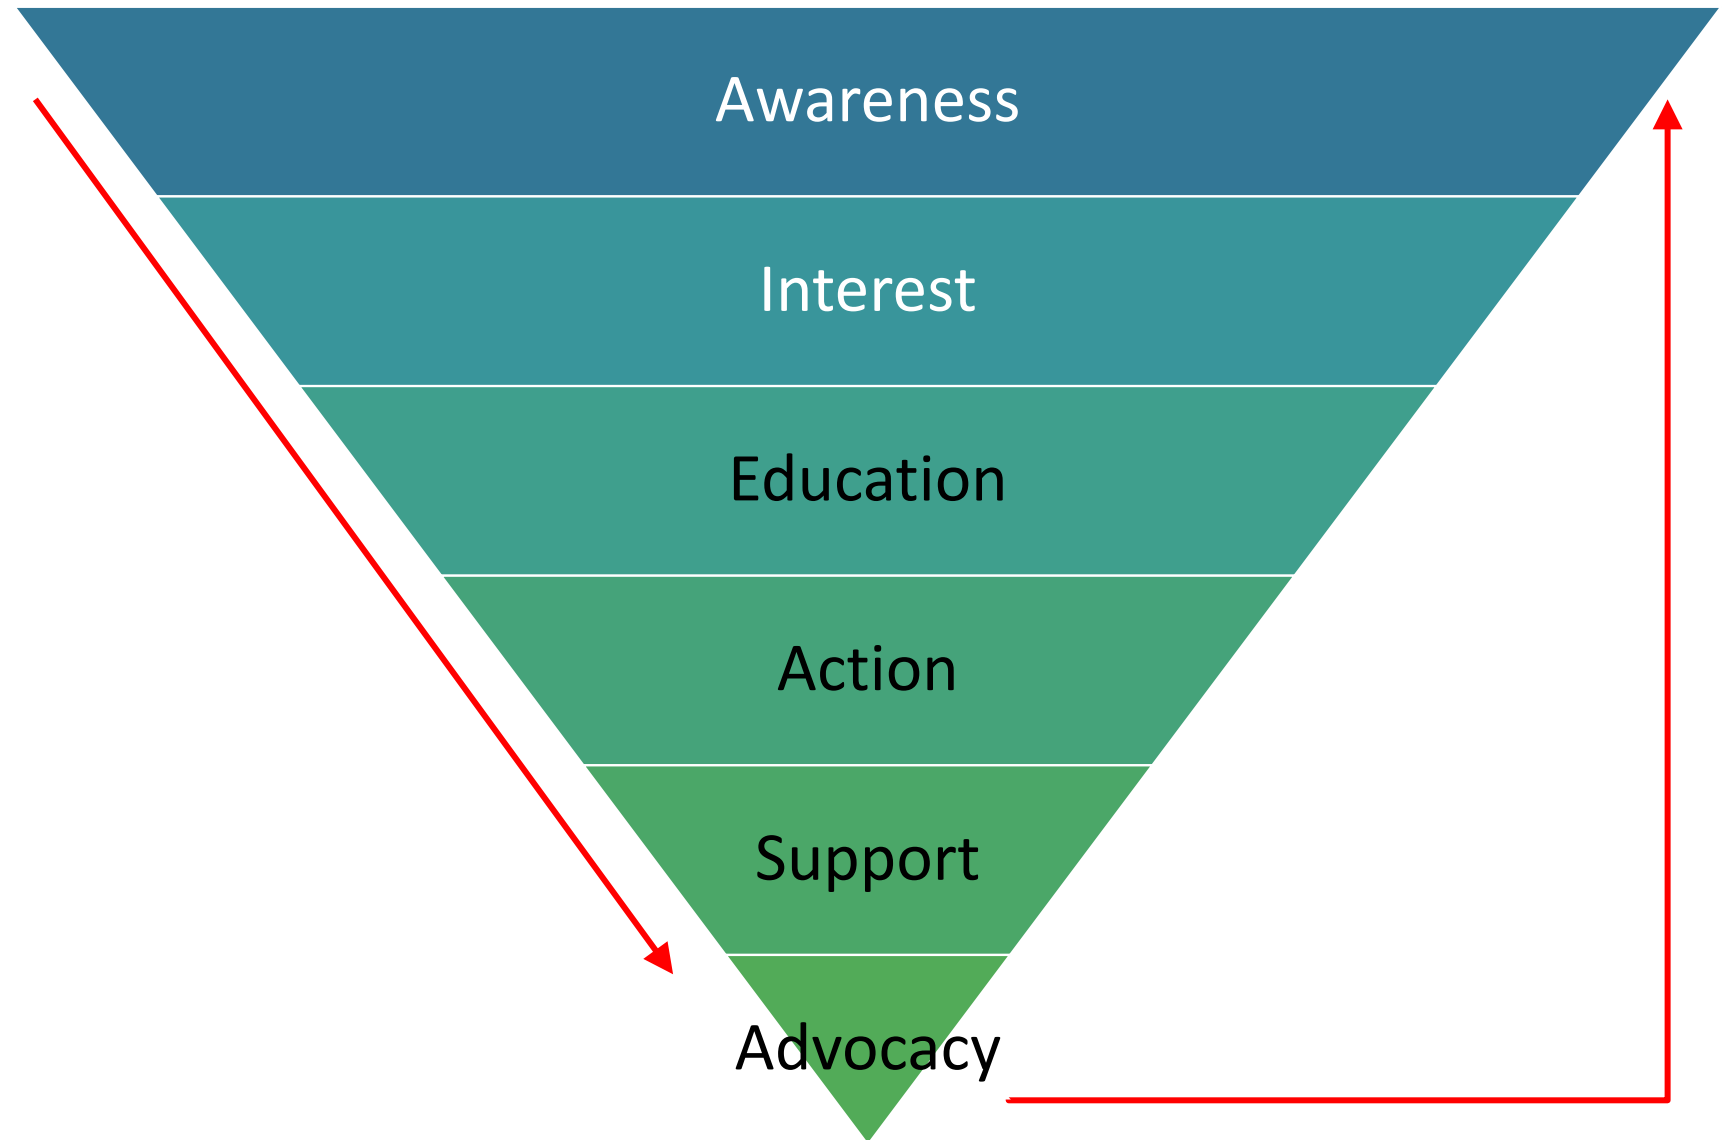 Awareness
Interest
Education
Action
Support
Advocacy